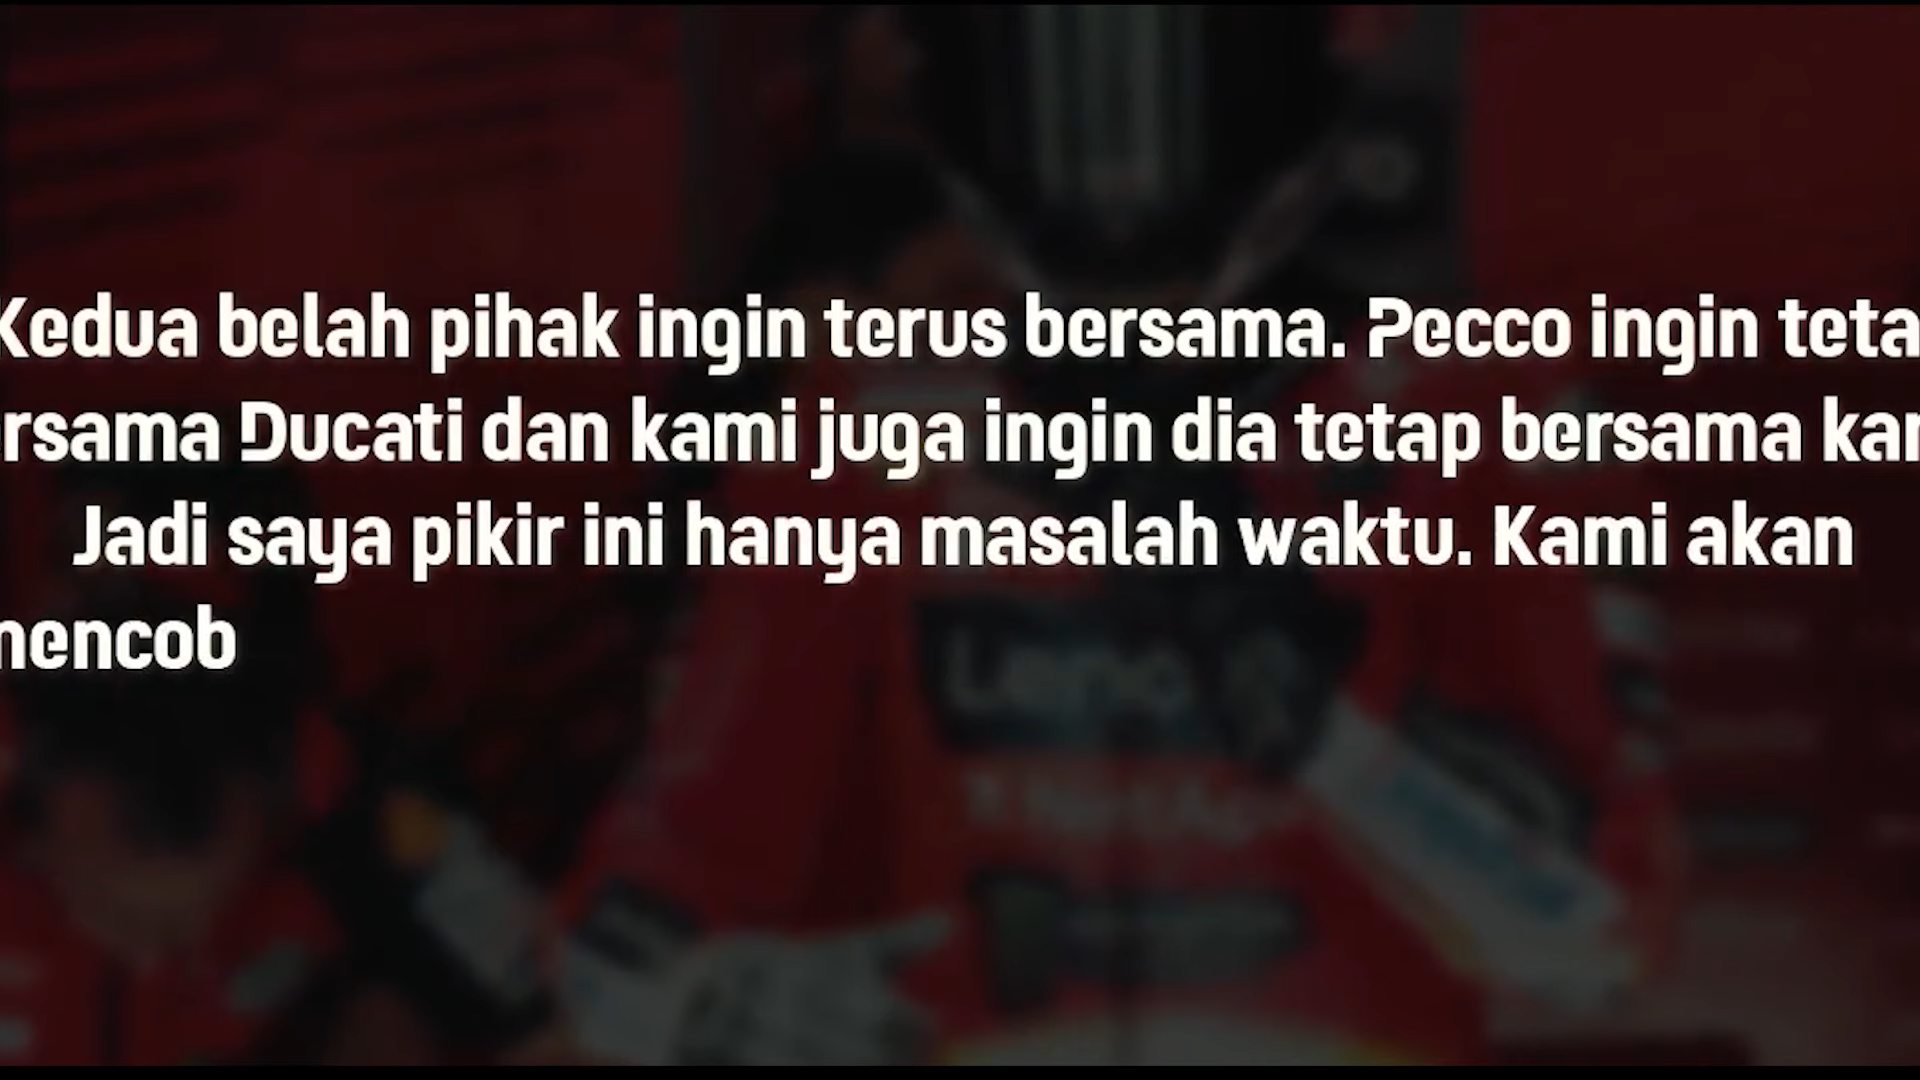 Kedua belah pihak ingin terus bersama. Pecco ingin teta
rsama Ducati dan kami juga ingin dia tetap bersama kar
Jadi saya pikir ini hanya masalah waktu. Kami akan
mencob